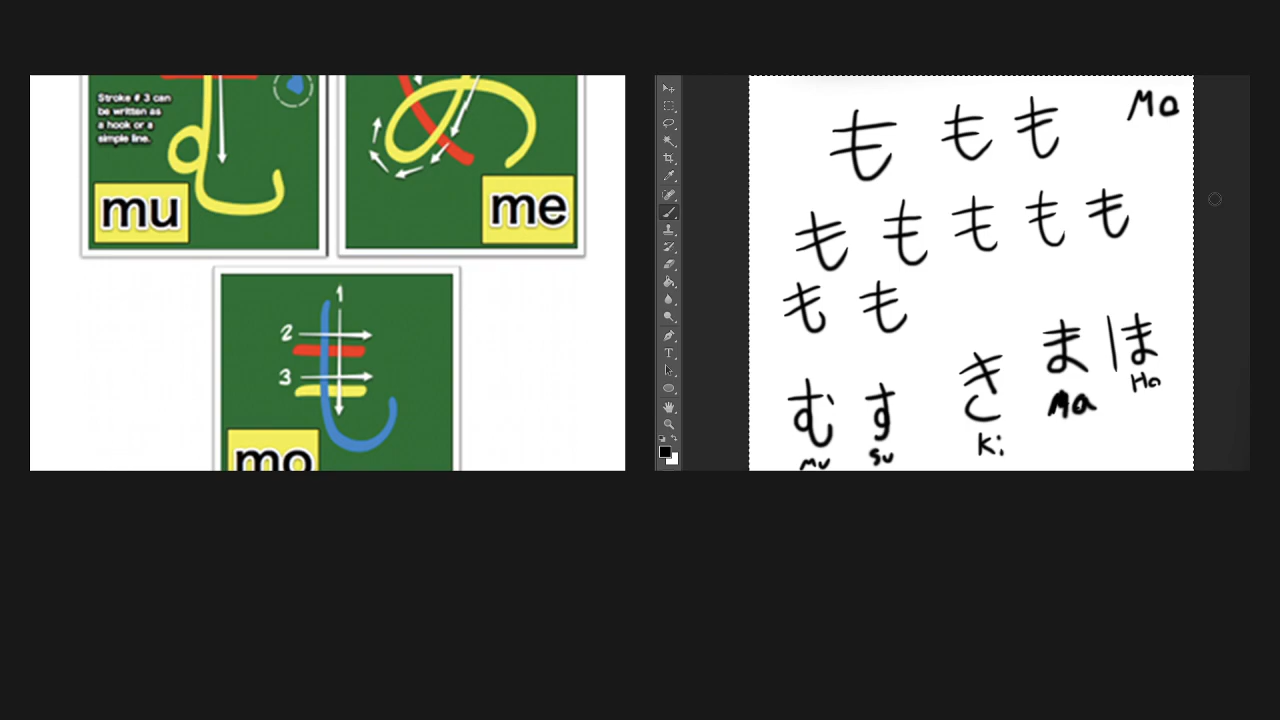 Stroke # 3 can
be written as
a hook or a
simple line.
mu
me
1
2
3
mo
も も も Mo
も も も も も
も も
む す き ま は
mu su Ki Ma Ha